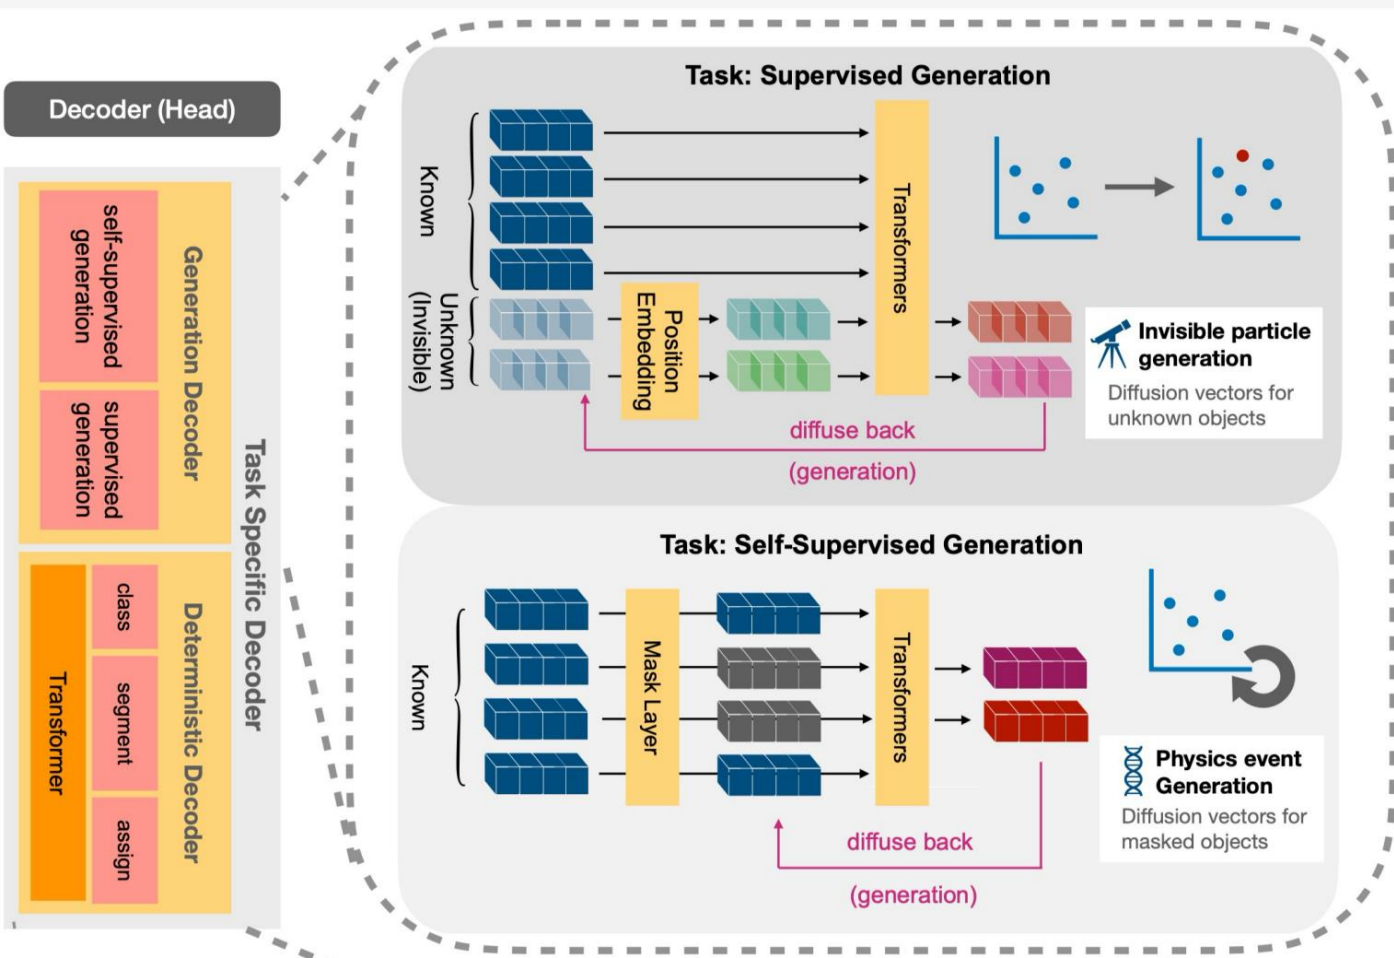 Decoder (Head)
self-supervised
generation
supervised
generation
Generation Decoder
class
segment
assign
Transformer
Deterministic Decoder
Task Specific Decoder
Task: Supervised Generation
Known
Unknown
(Invisible)
Position
Embedding
Transformers
diffuse back
(generation)
Invisible particle
generation
Diffusion vectors for
unknown objects
Task: Self-Supervised Generation
Known
Mask Layer
Transformers
diffuse back
(generation)
Physics event
Generation
Diffusion vectors for
masked objects